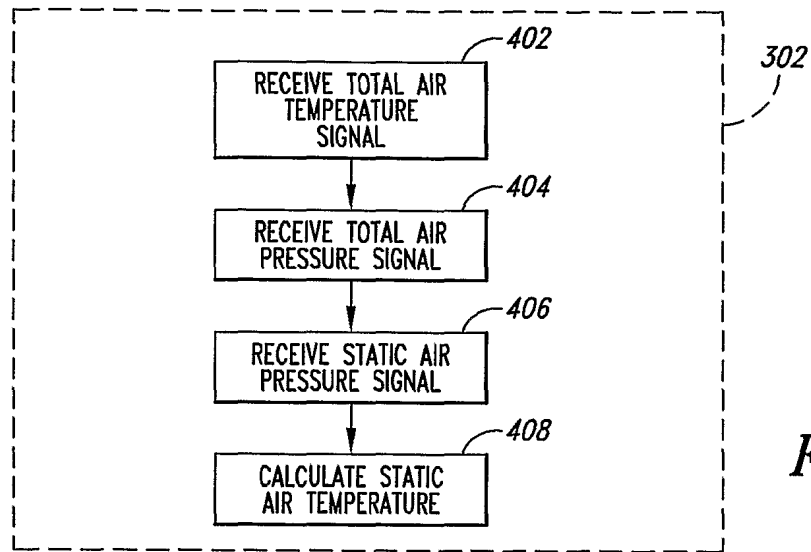 402
RECEIVE TOTAL AIR
TEMPERATURE
SIGNAL
302
404
RECEIVE TOTAL AIR
PRESSURE SIGNAL
406
RECEIVE STATIC AIR
PRESSURE SIGNAL
408
CALCULATE STATIC
AIR TEMPERATURE